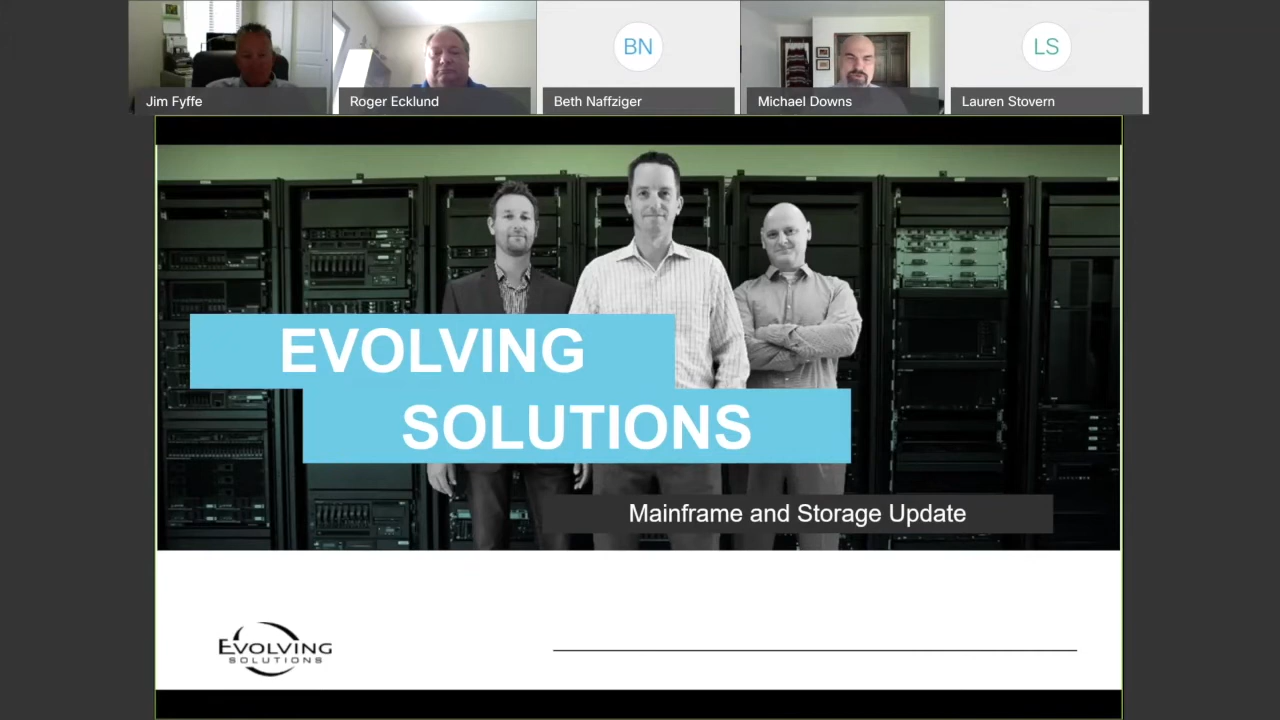 BN
LS
Jim Fyffe
Roger Ecklund
Beth Naffziger
Michael Downs
Lauren Stovern
EVOLVING
SOLUTIONS
Mainframe and Storage Update
EVOLVING
SOLUTIONS